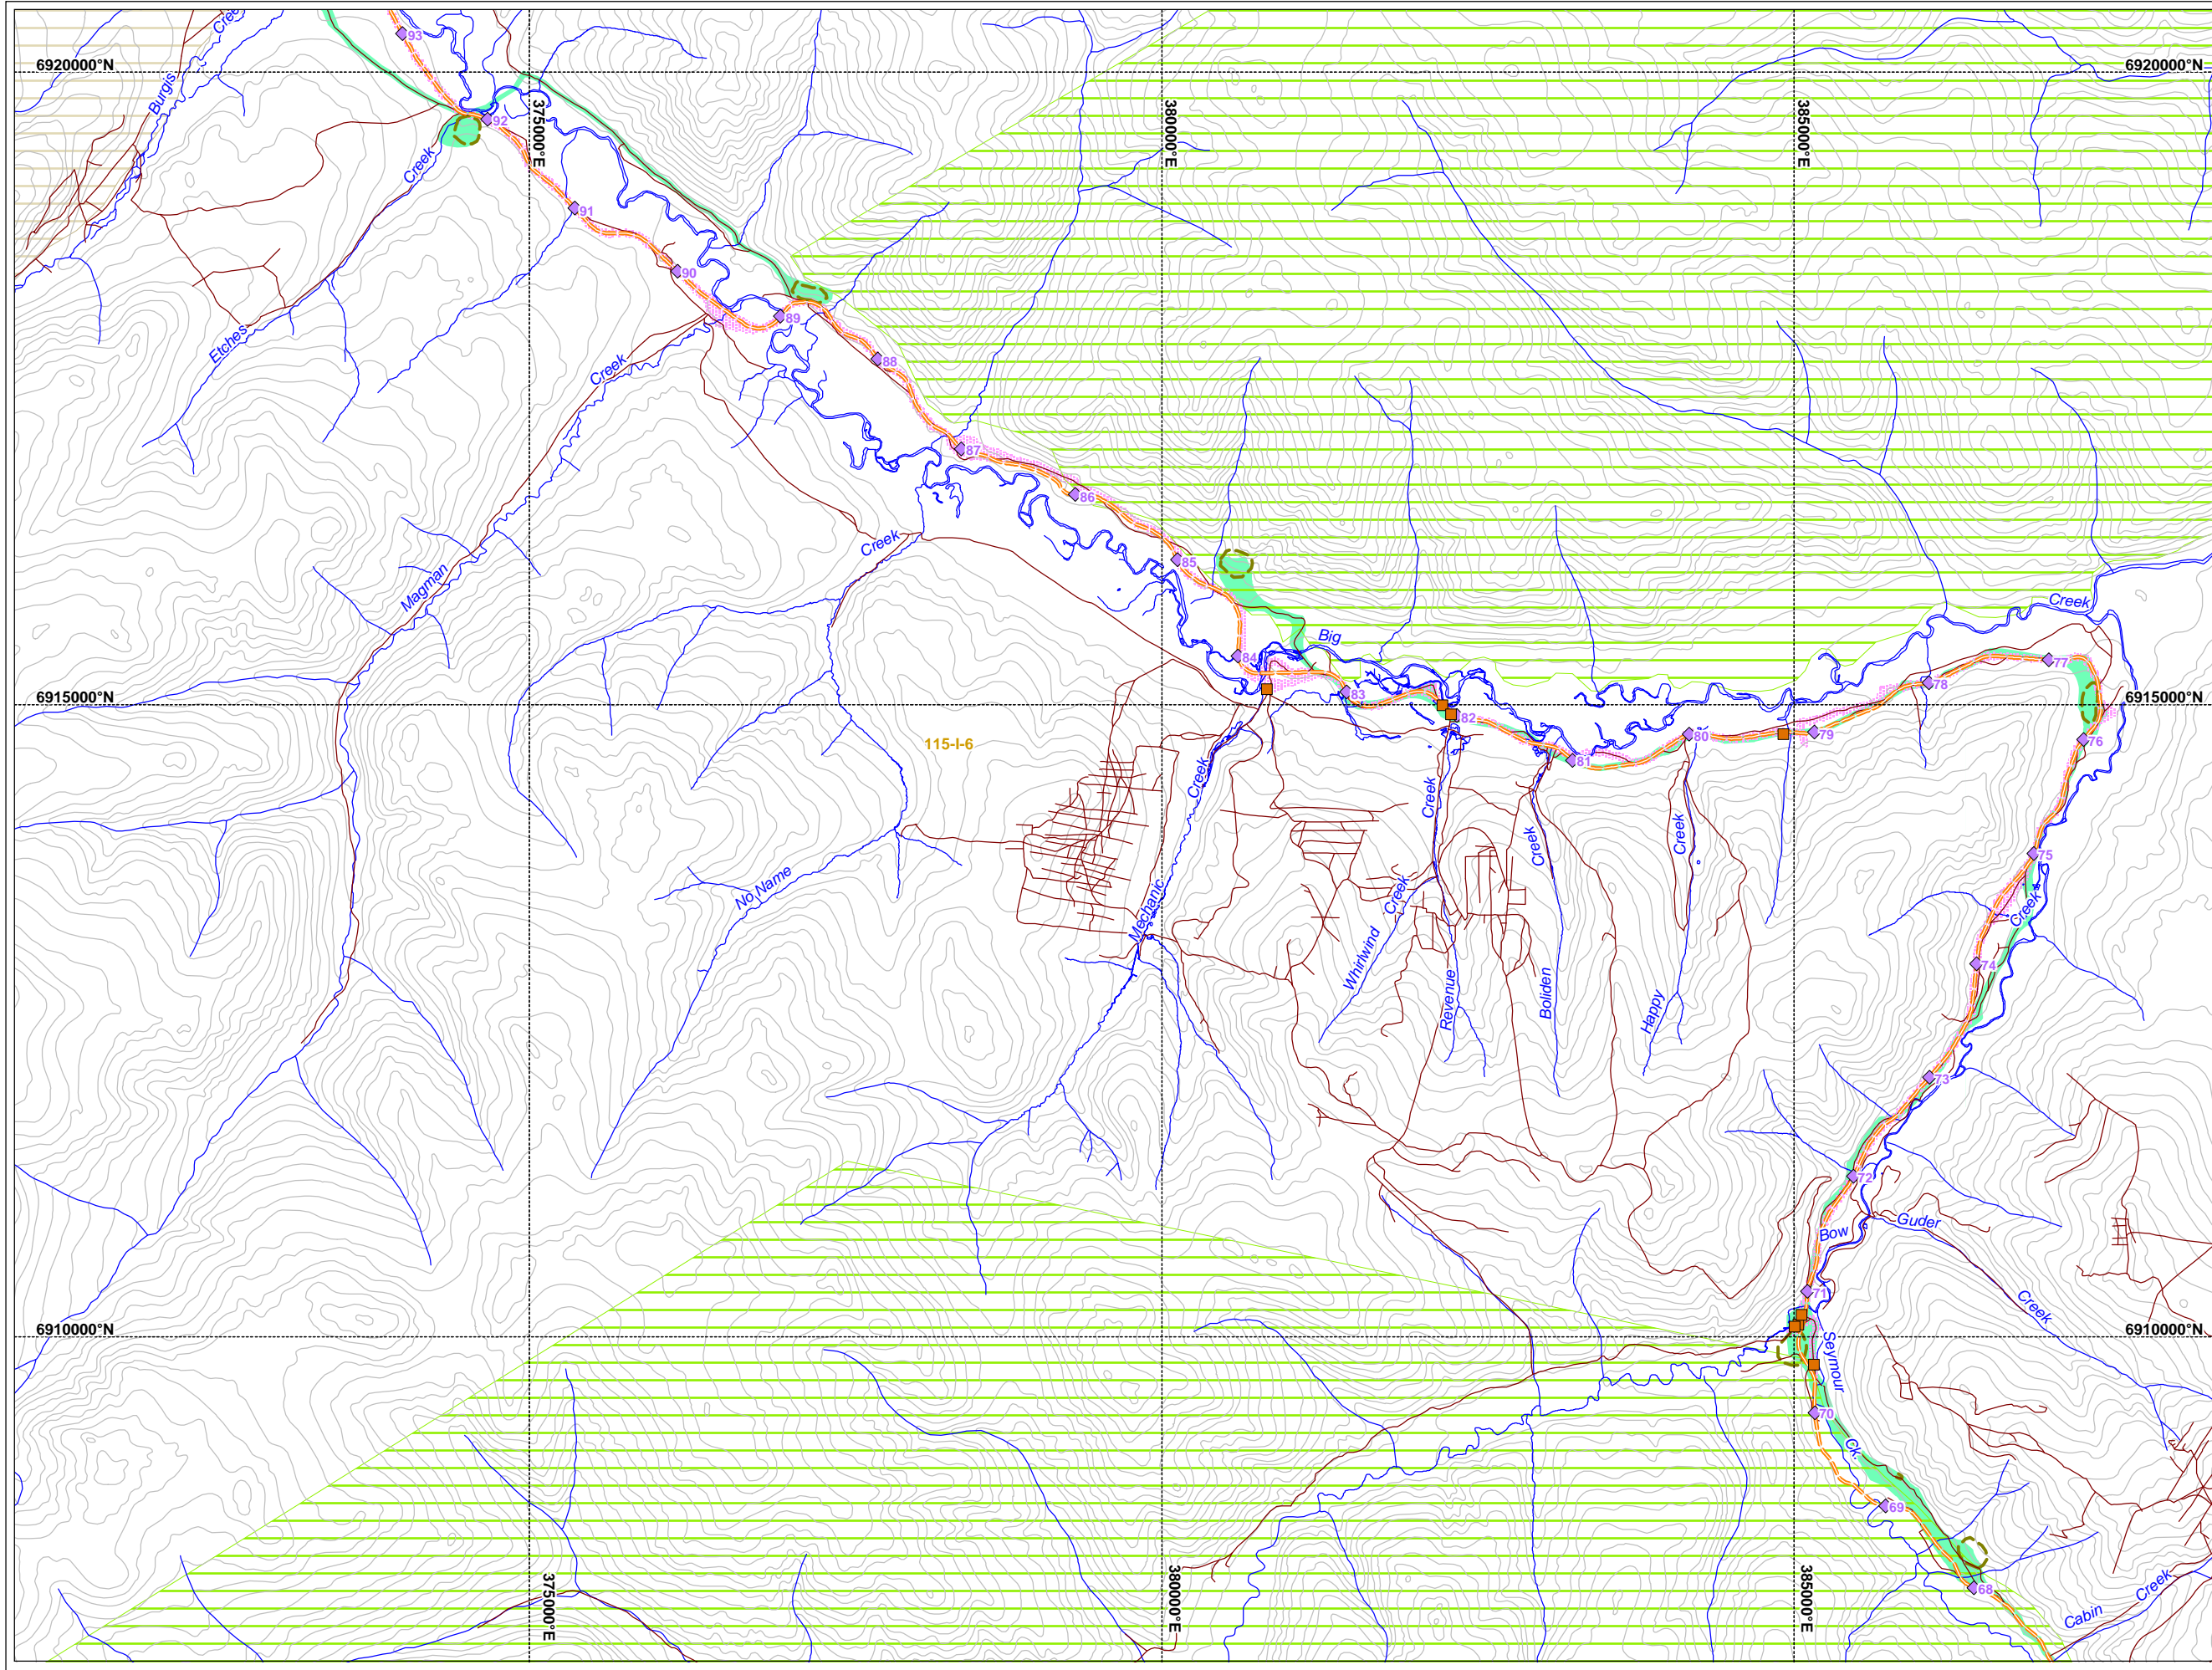 Creek
93
6920000°N
6920000°N
Burgis
92
375000°E
380000°E
385000°E
Creek
91
90
89
Etches
88
Creek
87
86
Creek
85
Magman
Creek
Big
84
77
83
78
6915000°N
6915000°N
82
80
79
76
115-I-6
81
Creek
Creek
Creek
Creek
75
No Name
Creek
Creek
Mechanic
74
Whirlwind
Revenue
Boliden
Happy
73
72
Bow
Guder
71
Creek
6910000°N
6910000°N
Seymour
70
Ck.
69
68
375000°E
380000°E
385000°E
Cabin
Creek